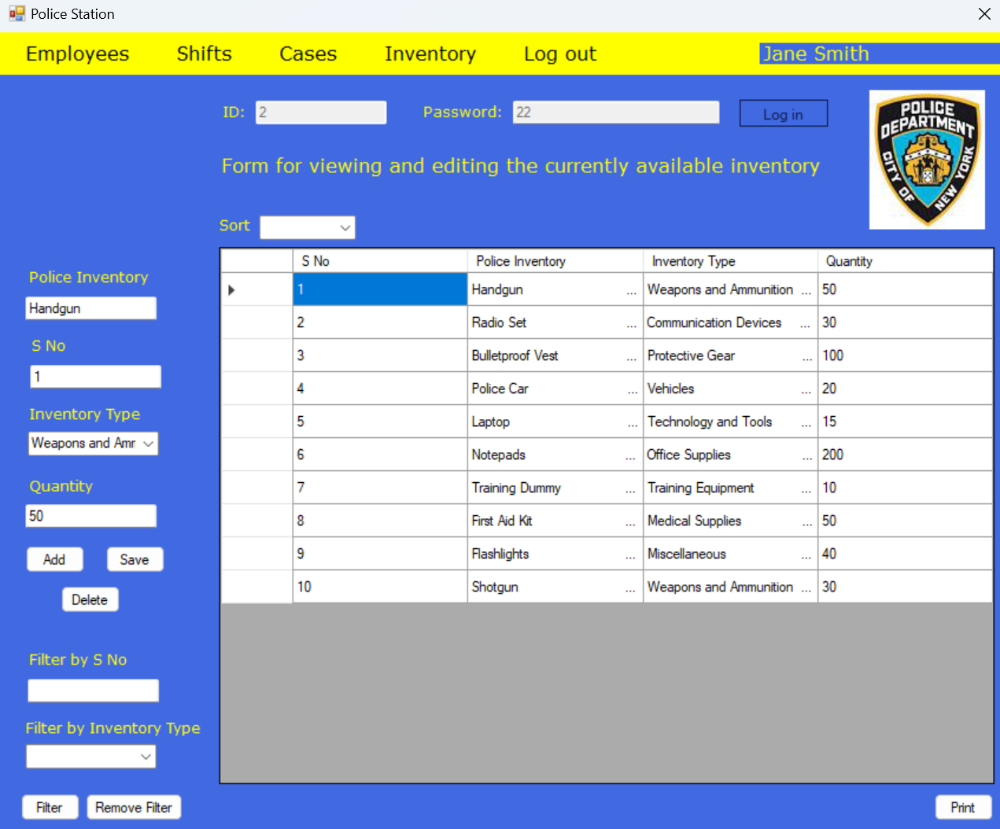 Police Station
Employees Shifts Cases Inventory Log out Jane Smith
ID: 2 Password: 22 Log in
POLICE
DEPARTMENT
CITY OF
NEW YORK
Form for viewing and editing the currently available inventory
Sort
S No Police Inventory Inventory Type Quantity
1 Handgun ... Weapons and Ammunition ... 50
2 Radio Set ... Communication Devices ... 30
3 Bulletproof Vest ... Protective Gear ... 100
4 Police Car ... Vehicles ... 20
5 Laptop ... Technology and Tools ... 15
6 Notepads ... Office Supplies ... 200
7 Training Dummy ... Training Equipment ... 10
8 First Aid Kit ... Medical Supplies ... 50
9 Flashlights ... Miscellaneous ... 40
10 Shotgun ... Weapons and Ammunition ... 30
Police Inventory
Handgun
S No
1
Inventory Type
Weapons and Amr
Quantity
50
Add Save
Delete
Filter by S No
Filter by Inventory Type
Filter Remove Filter Print